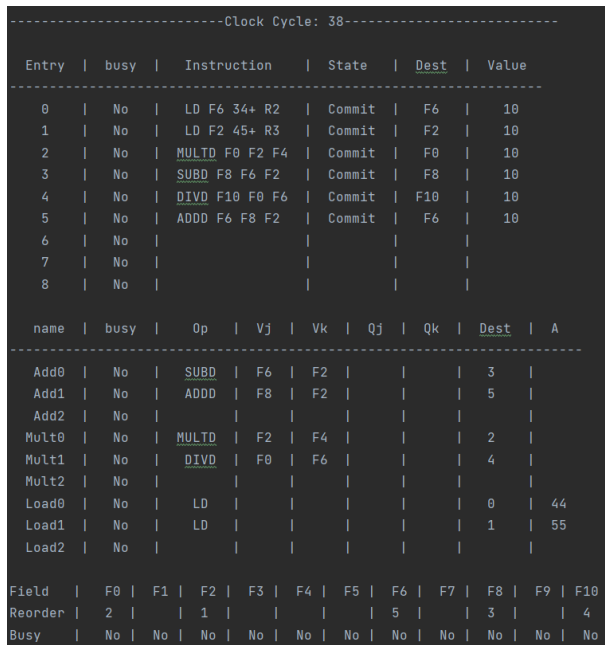 ----------------------------Clock Cycle: 38----------------------------
Entry | busy | Instruction | State | Dest | Value
0 | No | LD F6 34+ R2 | Commit | F6 | 10
1 | No | LD F2 45+ R3 | Commit | F2 | 10
2 | No | MULTD F0 F2 F4 | Commit | F0 | 10
3 | No | SUBD F8 F6 F2 | Commit | F8 | 10
4 | No | DIVD F10 F0 F6 | Commit | F10 | 10
5 | No | ADDD F6 F8 F2 | Commit | F6 | 10
6 | No | | | |
7 | No | | | |
8 | No | | | |
name | busy | Op | Vj | Vk | Qj | Qk | Dest | A
Add0 | No | SUBD | F6 | F2 | | | 3 |
Add1 | No | ADDD | F8 | F2 | | | 5 |
Add2 | No | | | | | | |
Mult0 | No | MULTD | F2 | F4 | | | 2 |
Mult1 | No | DIVD | F0 | F6 | | | 4 |
Mult2 | No | | | | | | |
Load0 | No | LD | | | | | 0 | 44
Load1 | No | LD | | | | | 1 | 55
Load2 | No | | | | | | |
Field | F0 | F1 | F2 | F3 | F4 | F5 | F6 | F7 | F8 | F9 | F10
Reorder | 2 | | 1 | | | | 5 | | 3 | | 4
Busy | No | No | No | No | No | No | No | No | No | No | No